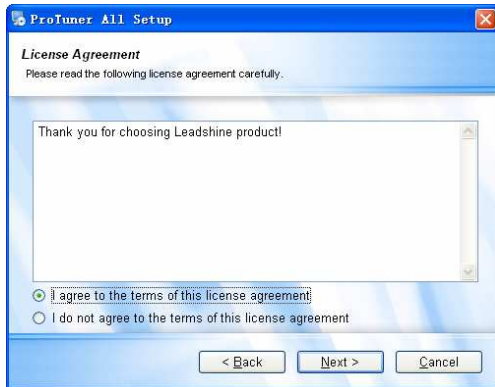 ProTuner All Setup
License Agreement
Please read the following license agreement carefully.
Thank you for choosing Leadshine product!
I agree to the terms of this license agreement
I do not agree to the terms of this license agreement
< Back Next > Cancel